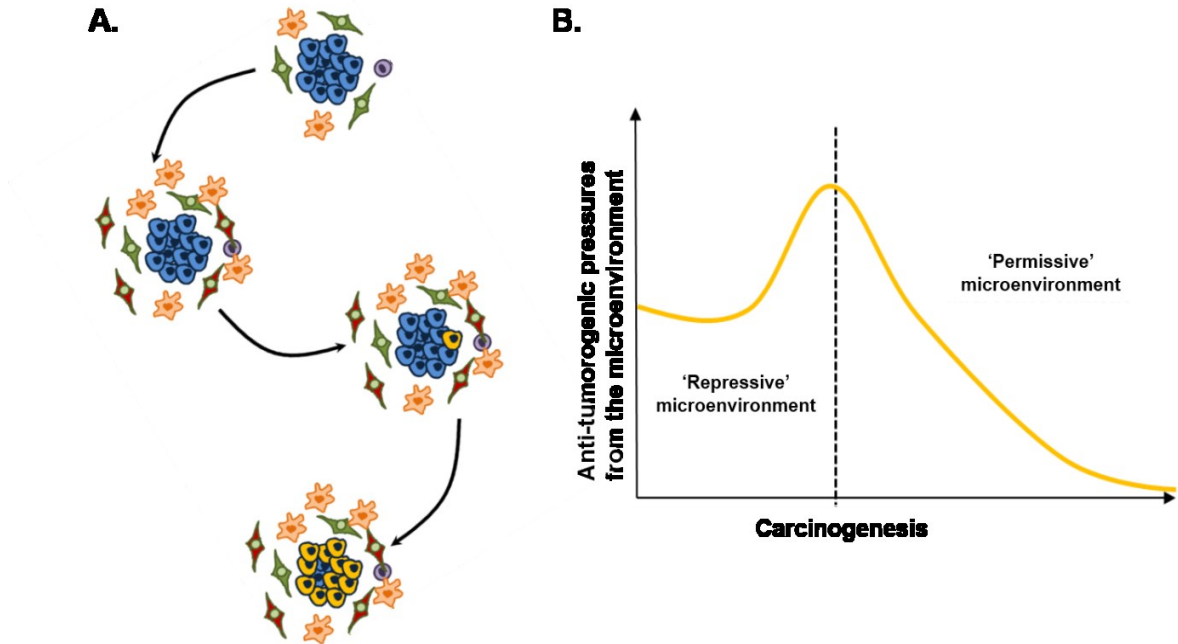 A.
B.
Anti-tumorogenic pressures
from the microenvironment
‘Permissive’
microenvironment
‘Repressive’
microenvironment
Carcinogenesis